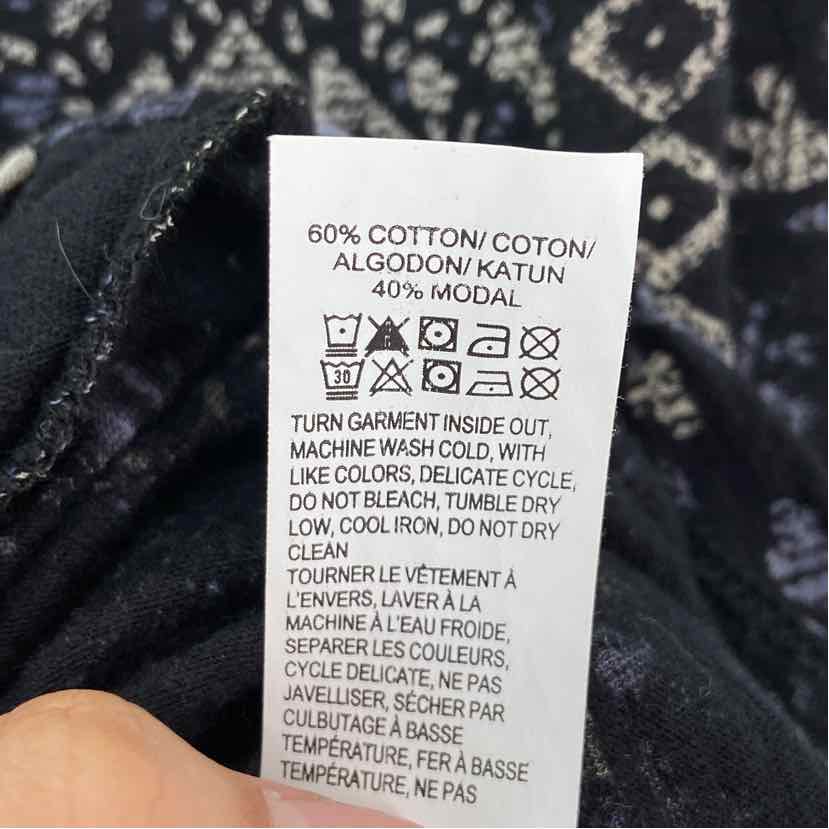 60% COTTON/ COTON/
ALGODON/ KATUN
40% MODAL
30
TURN GARMENT INSIDE OUT,
MACHINE WASH COLD, WITH
LIKE COLORS, DELICATE CYCLE,
DO NOT BLEACH, TUMBLE DRY
LOW, COOL IRON, DO NOT DRY
CLEAN
TOURNER LE VÊTEMENT À
L'ENVERS, LAVER À LA
MACHINE À L'EAU FROIDE,
SEPARER LES COULEURS,
CYCLE DELICATE, NE PAS
JAVELLISER, SÉCHER PAR
CULBUTAGE À BASSE
TEMPÉRATURE, FER À BASSE
TEMPÉRATURE, NE PAS